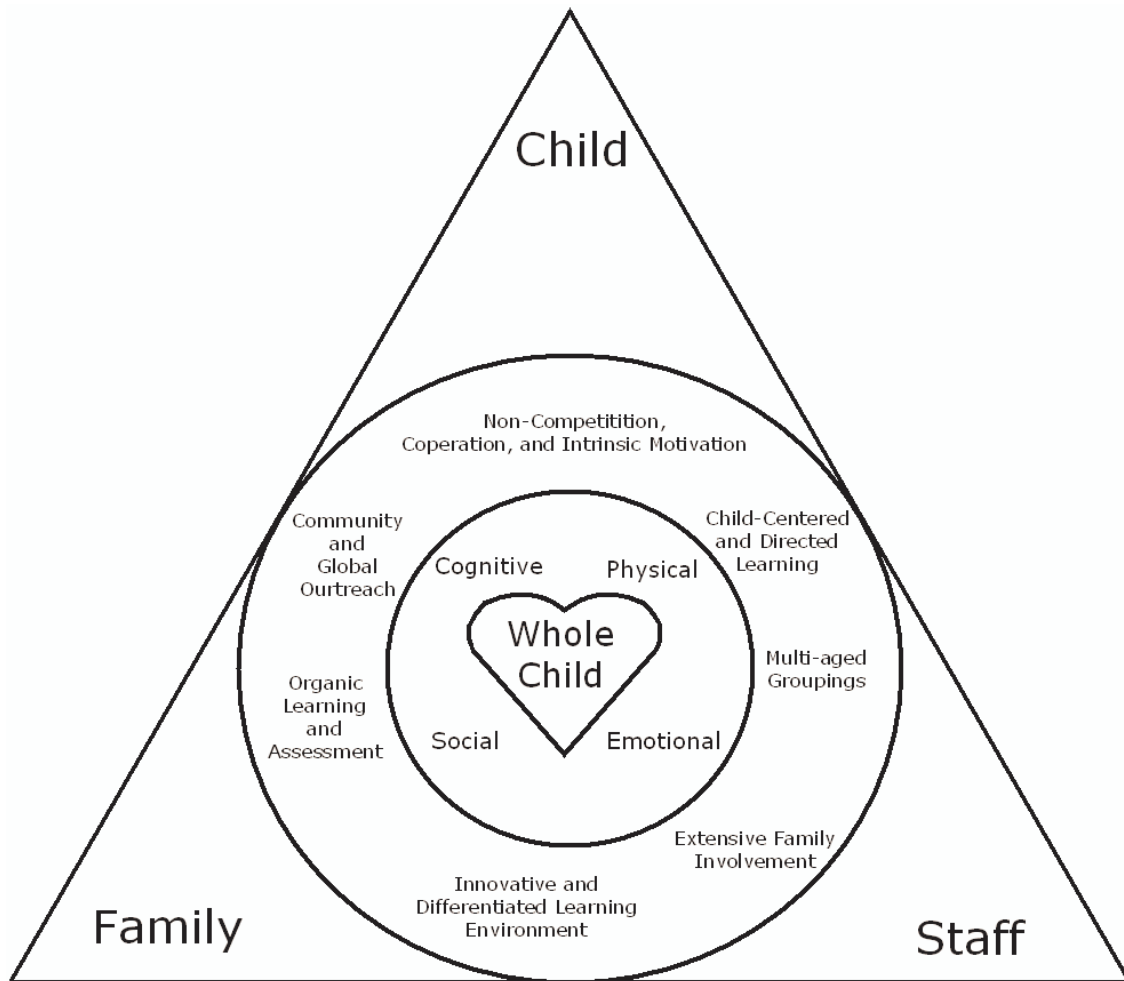 Child
Non-Competitition,
Coperation, and Intrinsic Motivation
Community
and
Global
Ourtreach
Child-Centered
and Directed
Learning
Cognitive
Physical
Whole
Child
Multi-aged
Groupings
Organic
Learning
and
Assessment
Social
Emotional
Extensive Family
Involvement
Innovative and
Differentiated Learning
Environment
Family
Staff